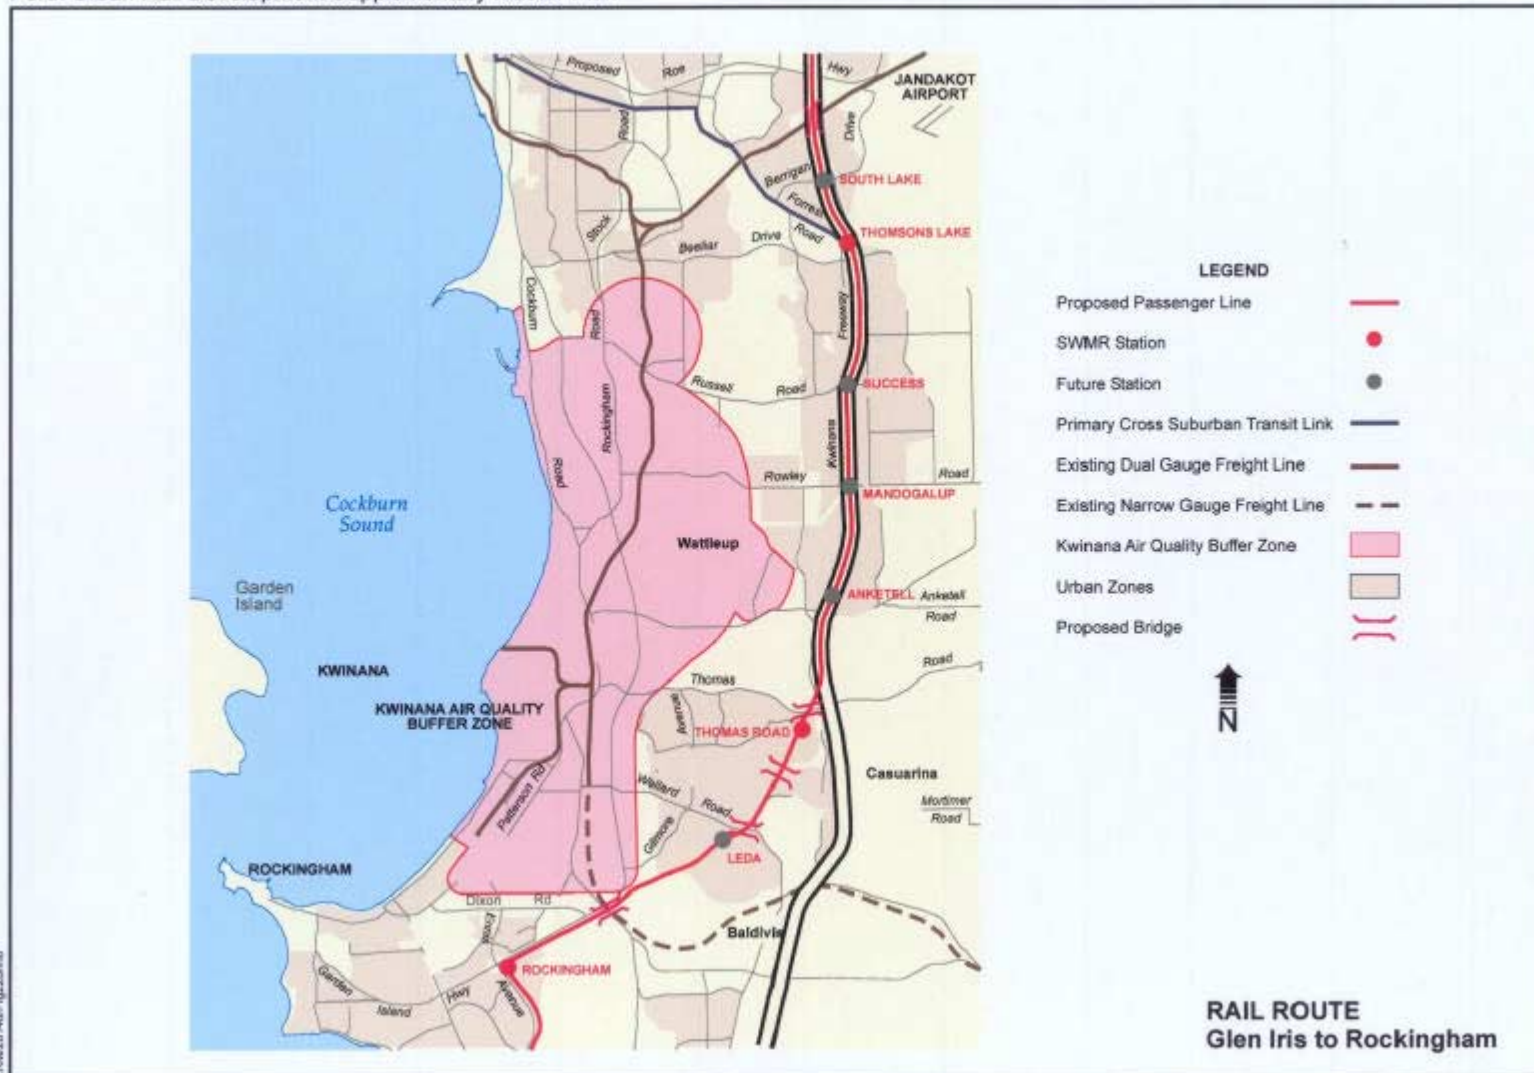 Proposed Roe Hwy
JANDAKOT
AIRPORT
Road
Drive
Berrigan
SOUTH LAKE
Forrest
Road
THOMSONS LAKE
Stock
Road
Beeliar Drive
Cockburn
Road
Freeway
Kwinana
Rockingham
Russell Road
SUCCESS
Rowley Road
MANDOGALUP
Cockburn
Sound
Wattleup
Garden
Island
ANKETELL
Anketell
Road
KWINANA
KWINANA AIR QUALITY
BUFFER ZONE
Thomas Road
Avenue
THOMAS ROAD
Patterson Rd
Wellard Road
Casuarina
Mortimer
Road
Gilmore
LEDA
ROCKINGHAM
Dixon Rd
Ennis
Avenue
Baldivis
ROCKINGHAM
Garden Island Hwy
LEGEND
Proposed Passenger Line
SWMR Station
Future Station
Primary Cross Suburban Transit Link
Existing Dual Gauge Freight Line
Existing Narrow Gauge Freight Line
Kwinana Air Quality Buffer Zone
Urban Zones
Proposed Bridge
N
RAIL ROUTE
Glen Iris to Rockingham